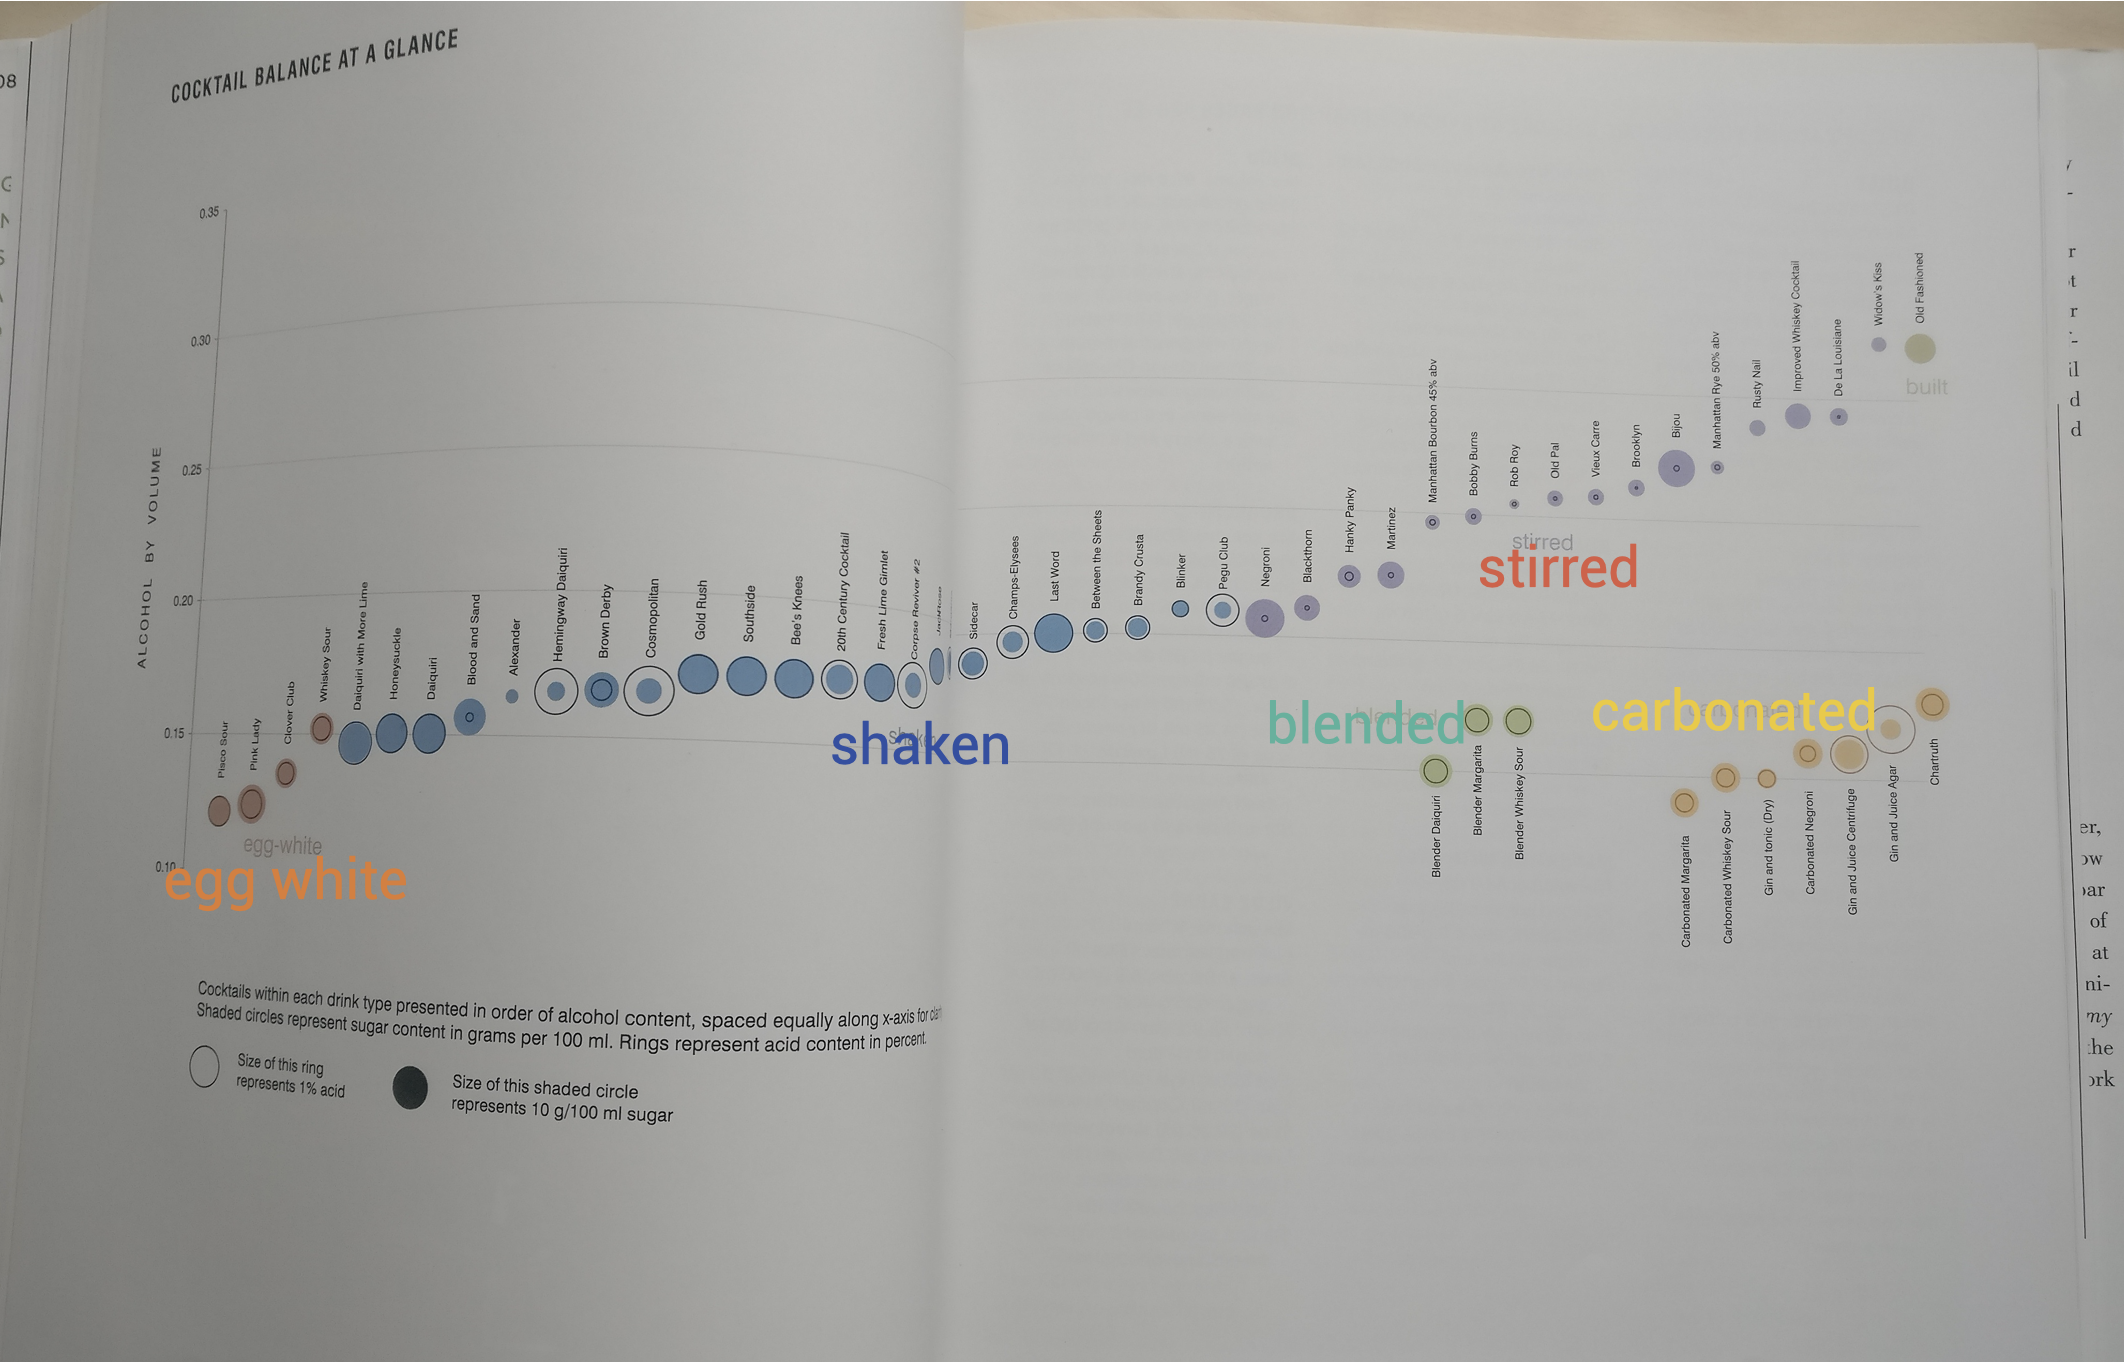 COCKTAIL BALANCE AT A GLANCE
ALCOHOL BY VOLUME
0.35
0.30
0.25
0.20
0.15
0.10
Pisco Sour
Pink Lady
Clover Club
Whiskey Sour
egg-white
egg white
Daiquiri with More Lime
Honeysuckle
Daiquiri
Blood and Sand
Alexander
Hemingway Daiquiri
Brown Derby
Cosmopolitan
Gold Rush
Southside
Bee's Knees
20th Century Cocktail
Fresh Lime Gimlet
Corpse Reviver #2
Sidecar
Champs-Elysees
Last Word
Between the Sheets
Brandy Crusta
Blinker
Pegu Club
shaken
shaken
Negroni
Blackthorn
Hanky Panky
Martinez
Manhattan Bourbon 45% abv
Bobby Burns
Rob Roy
Old Pal
Vieux Carre
Brooklyn
Bijou
Manhattan Rye 50% abv
Rusty Nail
Improved Whiskey Cocktail
De La Louisiane
Widow's Kiss
stirred
stirred
Old Fashioned
built
blended
blended
Blender Daiquiri
Blender Margarita
Blender Whiskey Sour
carbonated
carbonated
Carbonated Margarita
Carbonated Whiskey Sour
Gin and tonic (Dry)
Carbonated Negroni
Gin and Juice Centrifuge
Gin and Juice Agar
Chartruth
Cocktails within each drink type presented in order of alcohol content, spaced equally along x-axis for
Shaded circles represent sugar content in grams per 100 ml. Rings represent acid content in percent.
Size of this ring
represents 1% acid
Size of this shaded circle
represents 10 g/100 ml sugar